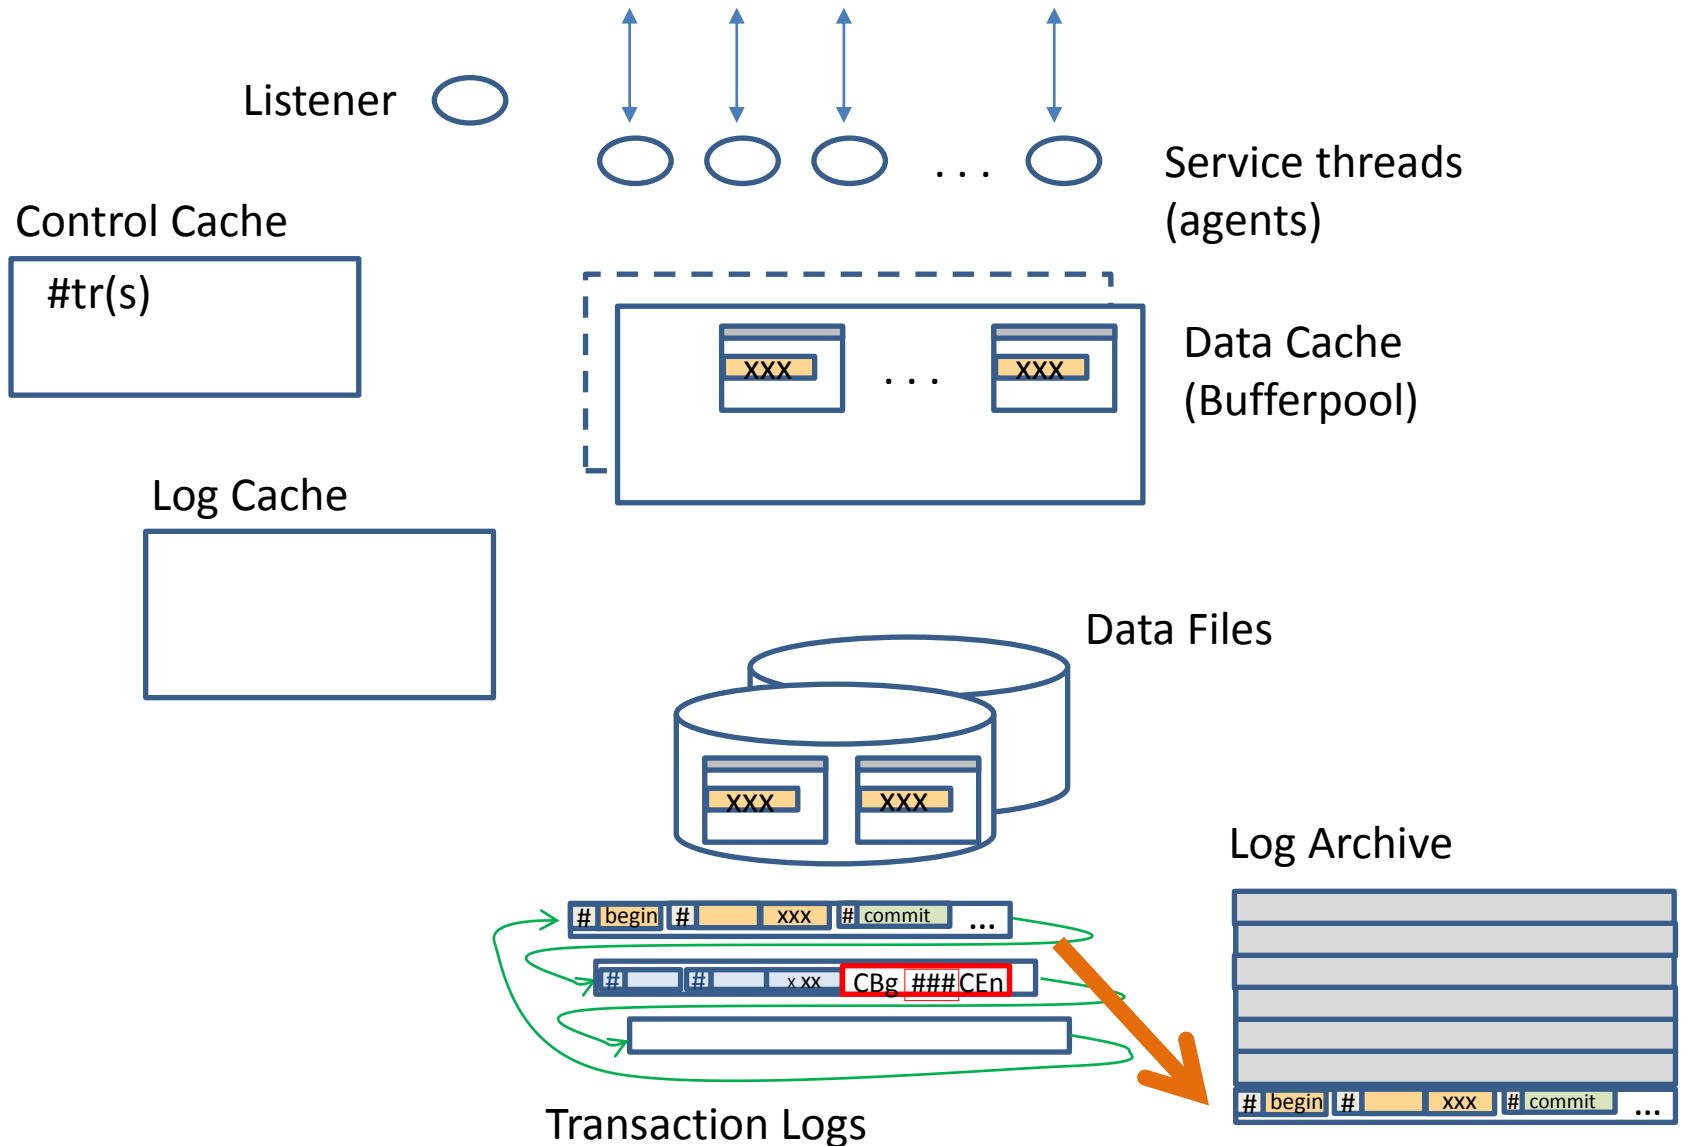 Listener
. . .
Service threads
(agents)
Control Cache
#tr(s)
xxx
. . .
xxx
Data Cache
(Bufferpool)
Log Cache
Data Files
xxx
xxx
Log Archive
# begin # xxx # commit ...
# # x xx CBg ### CEn
# begin # xxx # commit ...
Transaction Logs